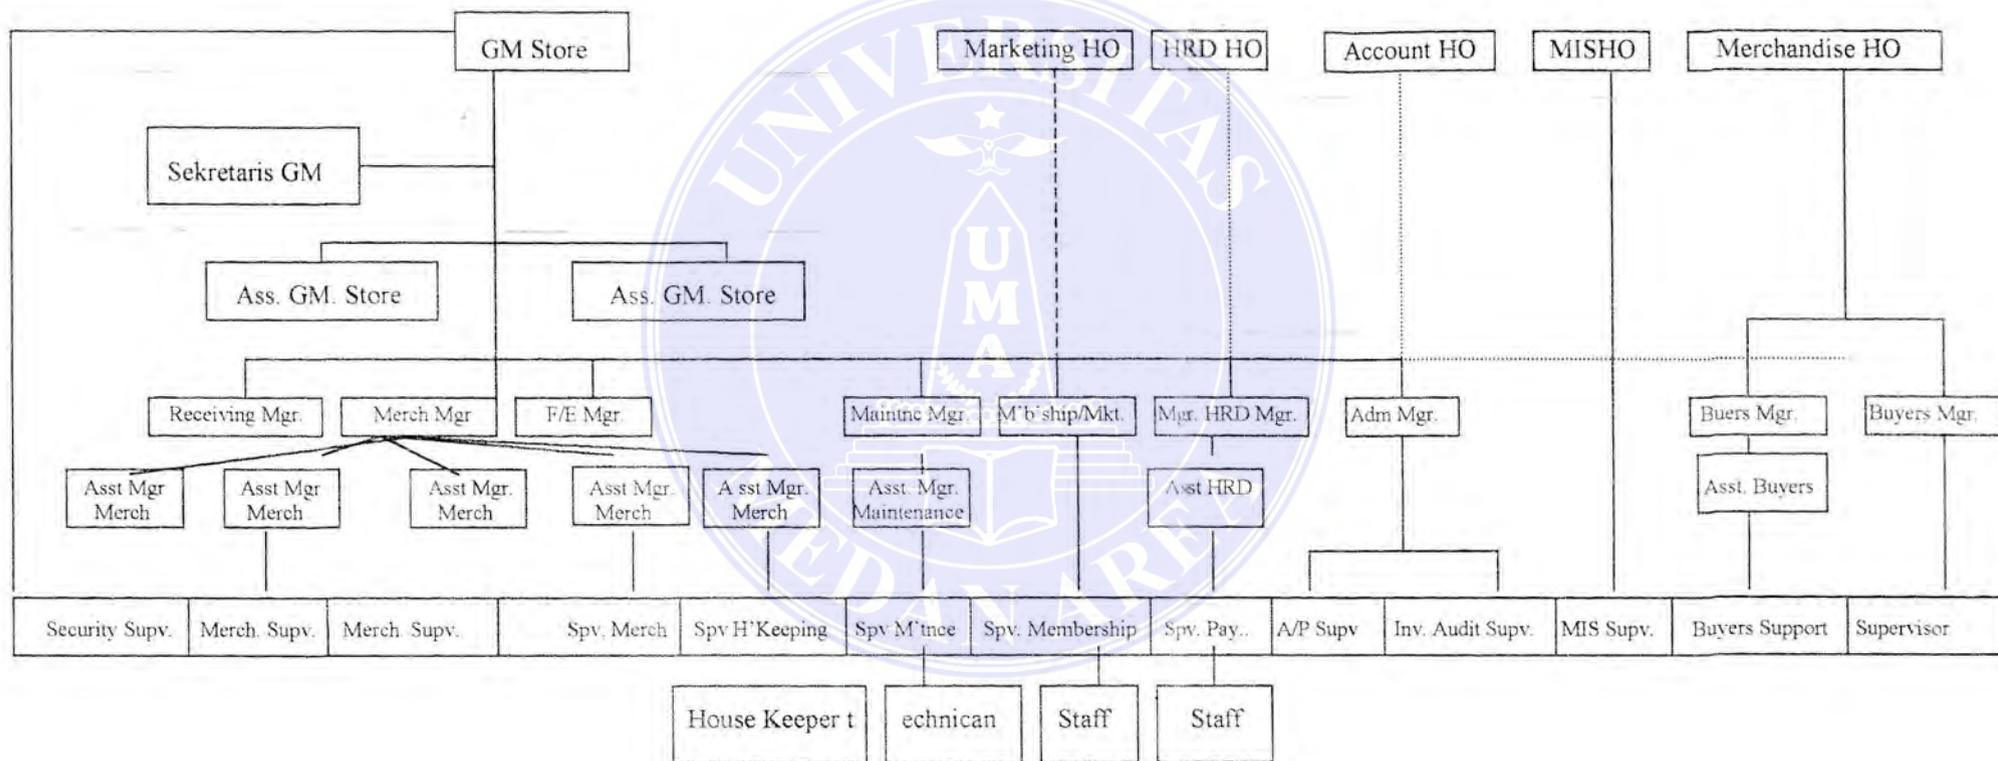 GM Store
Marketing HO
HRD HO
Account HO
MISHO
Merchandise HO
UNIVERSITAS
Sekretaris GM
UMA
Ass. GM. Store
Ass. GM. Store
Receiving Mgr.
Merch Mgr
F/E Mgr.
Maintnc Mgr.
M'b'ship/Mkt.
Mgr. HRD Mgr.
Adm Mgr.
Buers Mgr.
Buyers Mgr.
Asst Mgr
Merch
Asst Mgr
Merch
Asst Mgr.
Merch
Asst Mgr.
Merch
A sst Mgr.
Merch
Asst. Mgr.
Maintenance
Asst HRD
Asst. Buyers
MEDAN AREA
Security Supv.
Merch. Supv.
Merch. Supv.
Spv, Merch
Spv H'Keeping
Spv M'tnce
Spv. Membership
Spv. Pay..
A/P Supv
Inv. Audit Supv.
MIS Supv.
Buyers Support
Supervisor
House Keeper t
echnican
Staff
Staff